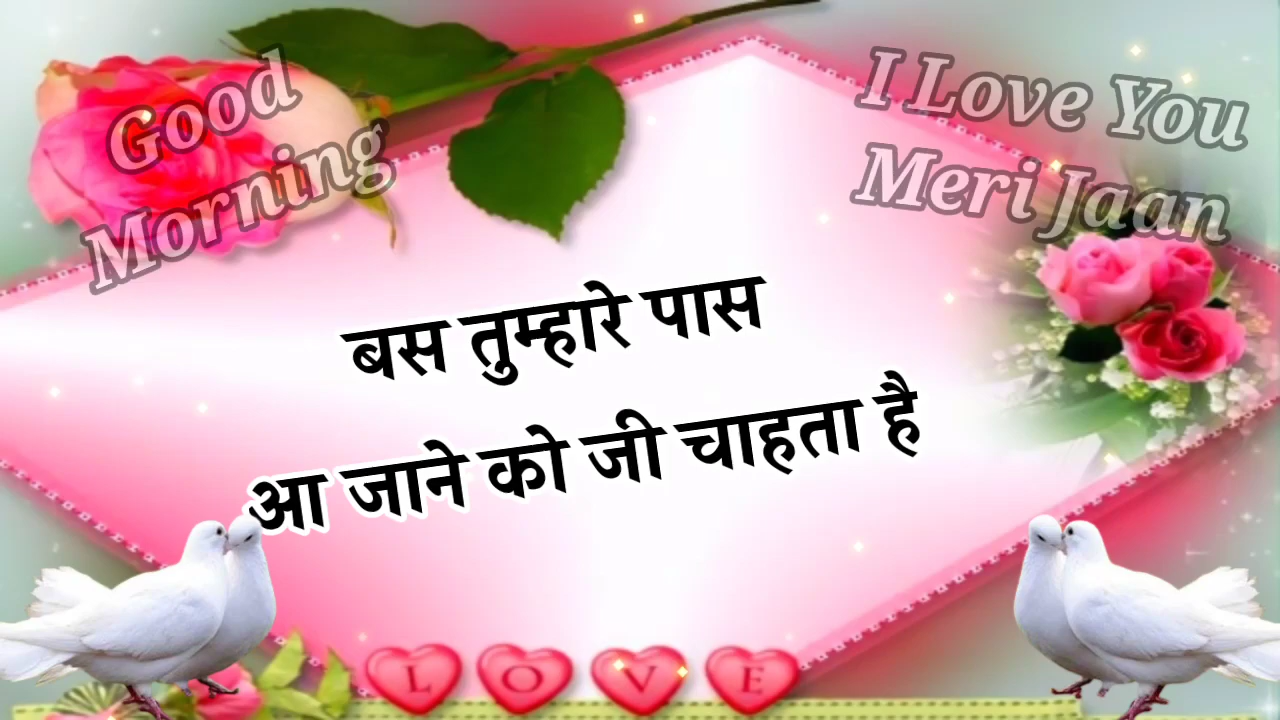 Good
Morning
I Love You
Meri Jaan
बस तुम्हारे पास
आ जाने को जी चाहता है
L O V E